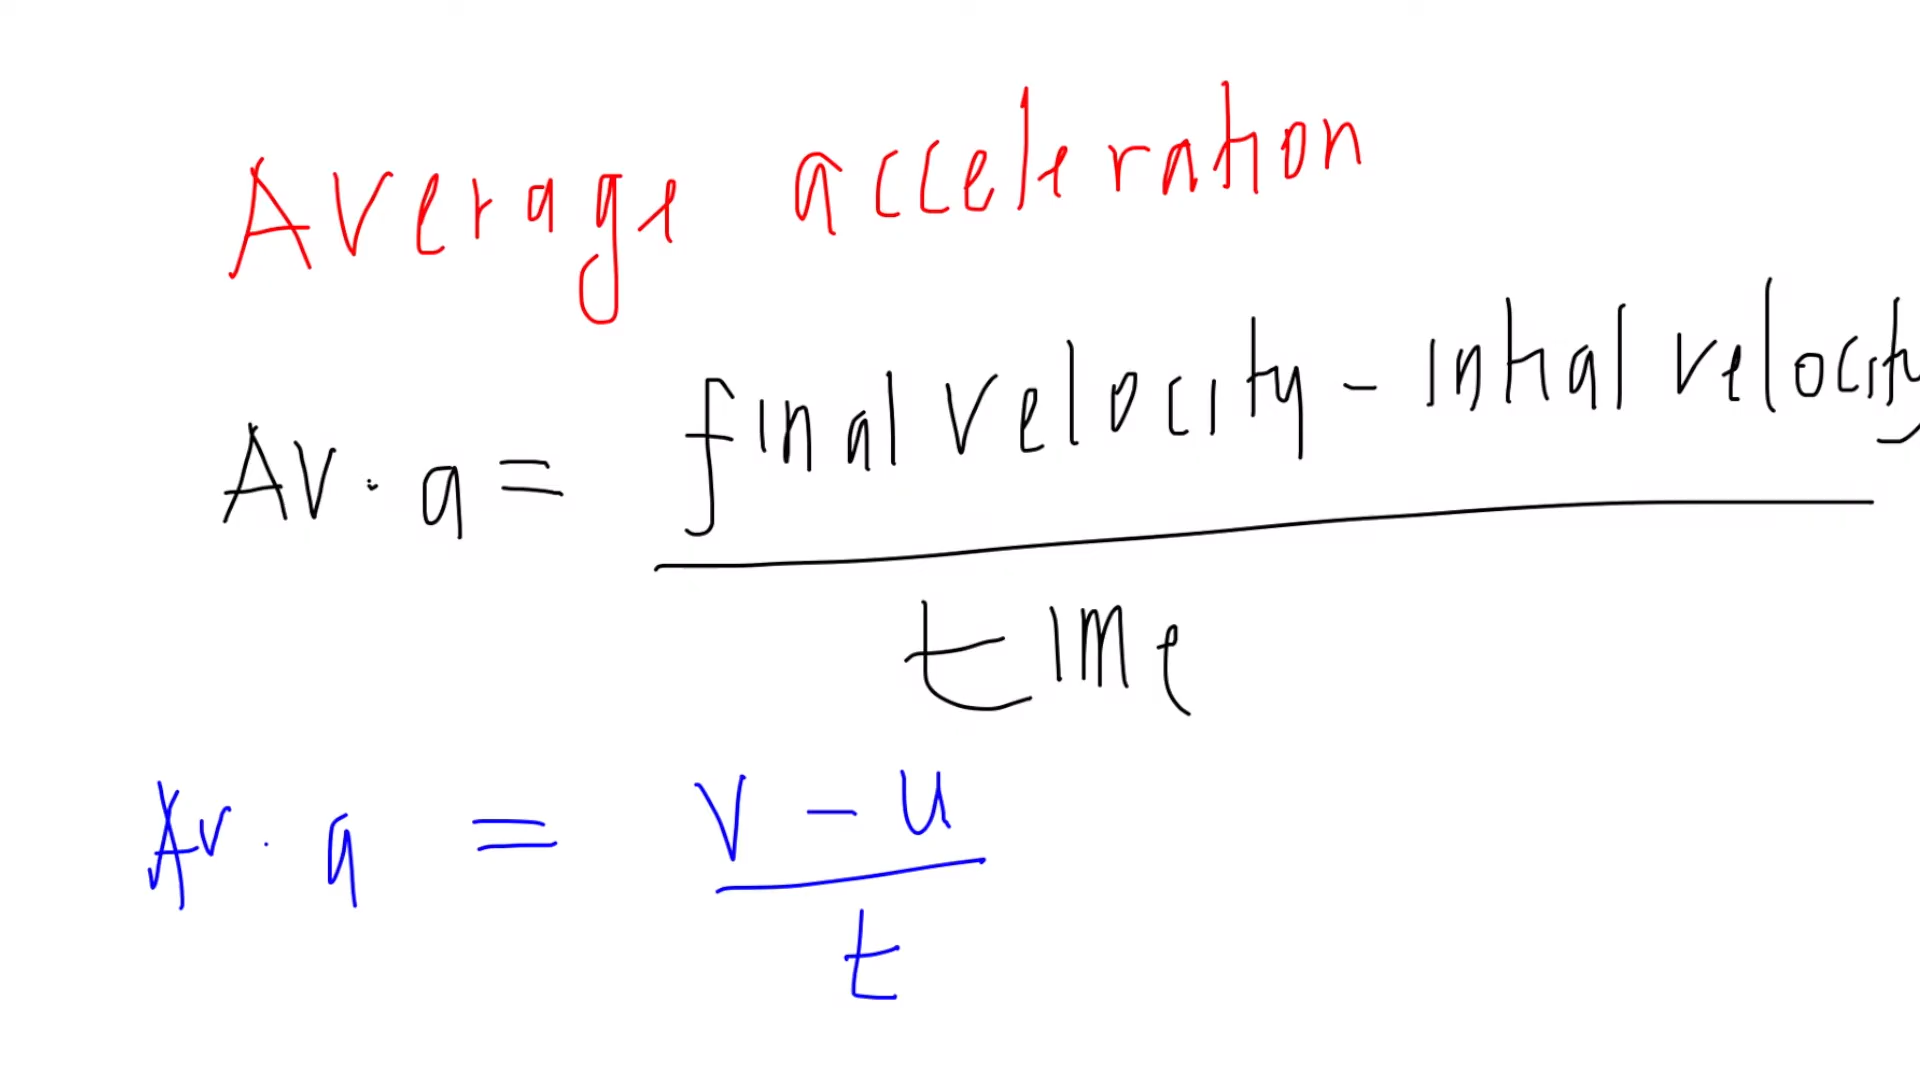 Average acceleration
Av. a = final velocity - initial velocity
time
Av. a = v - u
t